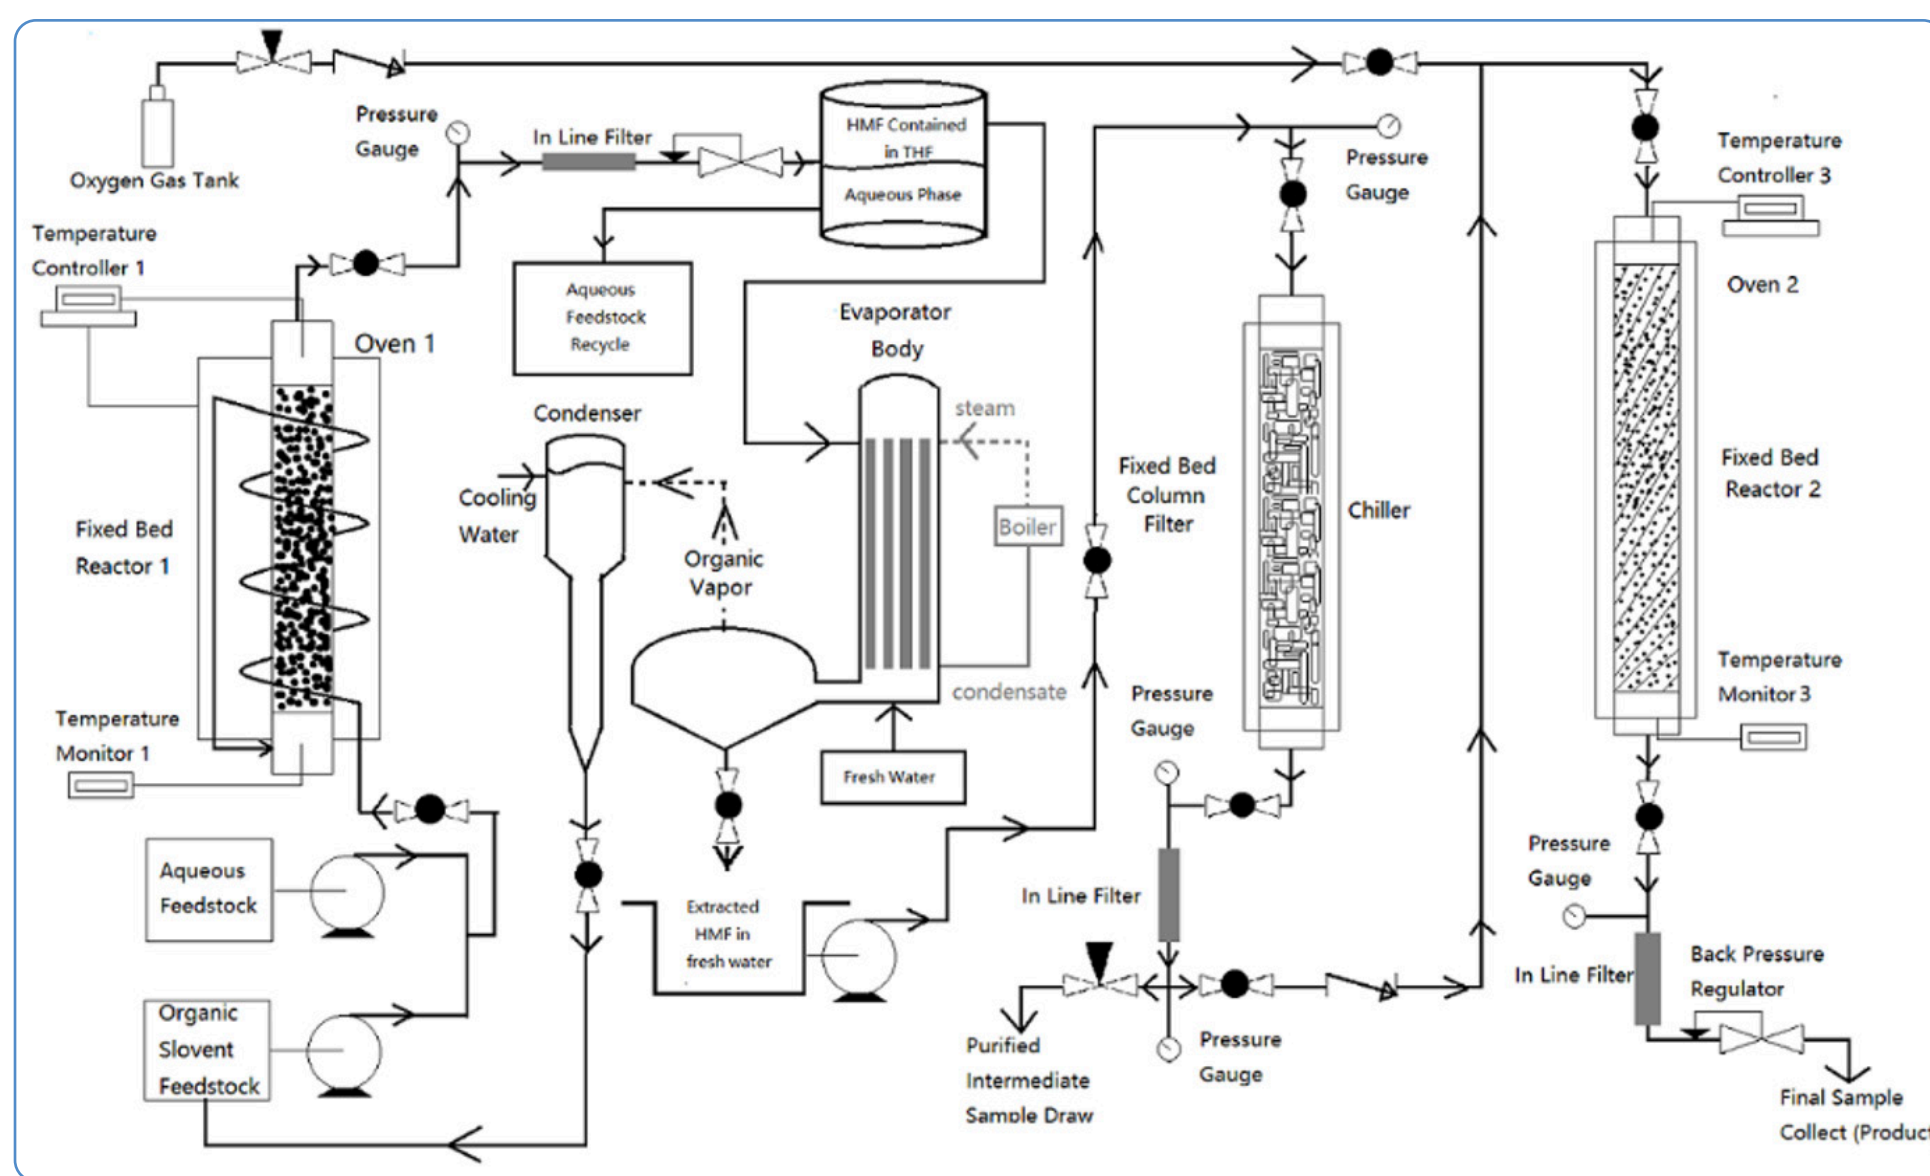 Oxygen Gas Tank
Pressure
Gauge
In Line Filter
HMF Contained
in THF
Aqueous Phase
Pressure
Gauge
Temperature
Controller 3
Temperature
Controller 1
Oven 1
Aqueous
Feedstock
Recycle
Evaporator
Body
Oven 2
Condenser
steam
Cooling
Water
Organic
Vapor
Boiler
condensate
Fixed Bed
Column
Filter
Chiller
Fixed Bed
Reactor 2
Fixed Bed
Reactor 1
Temperature
Monitor 1
Temperature
Monitor 3
Pressure
Gauge
Fresh Water
Aqueous
Feedstock
Extracted
HMF in
fresh water
In Line Filter
Pressure
Gauge
In Line Filter
Back Pressure
Regulator
Organic
Slovent
Feedstock
Purified
Intermediate
Sample Draw
Pressure
Gauge
Final Sample
Collect (Product